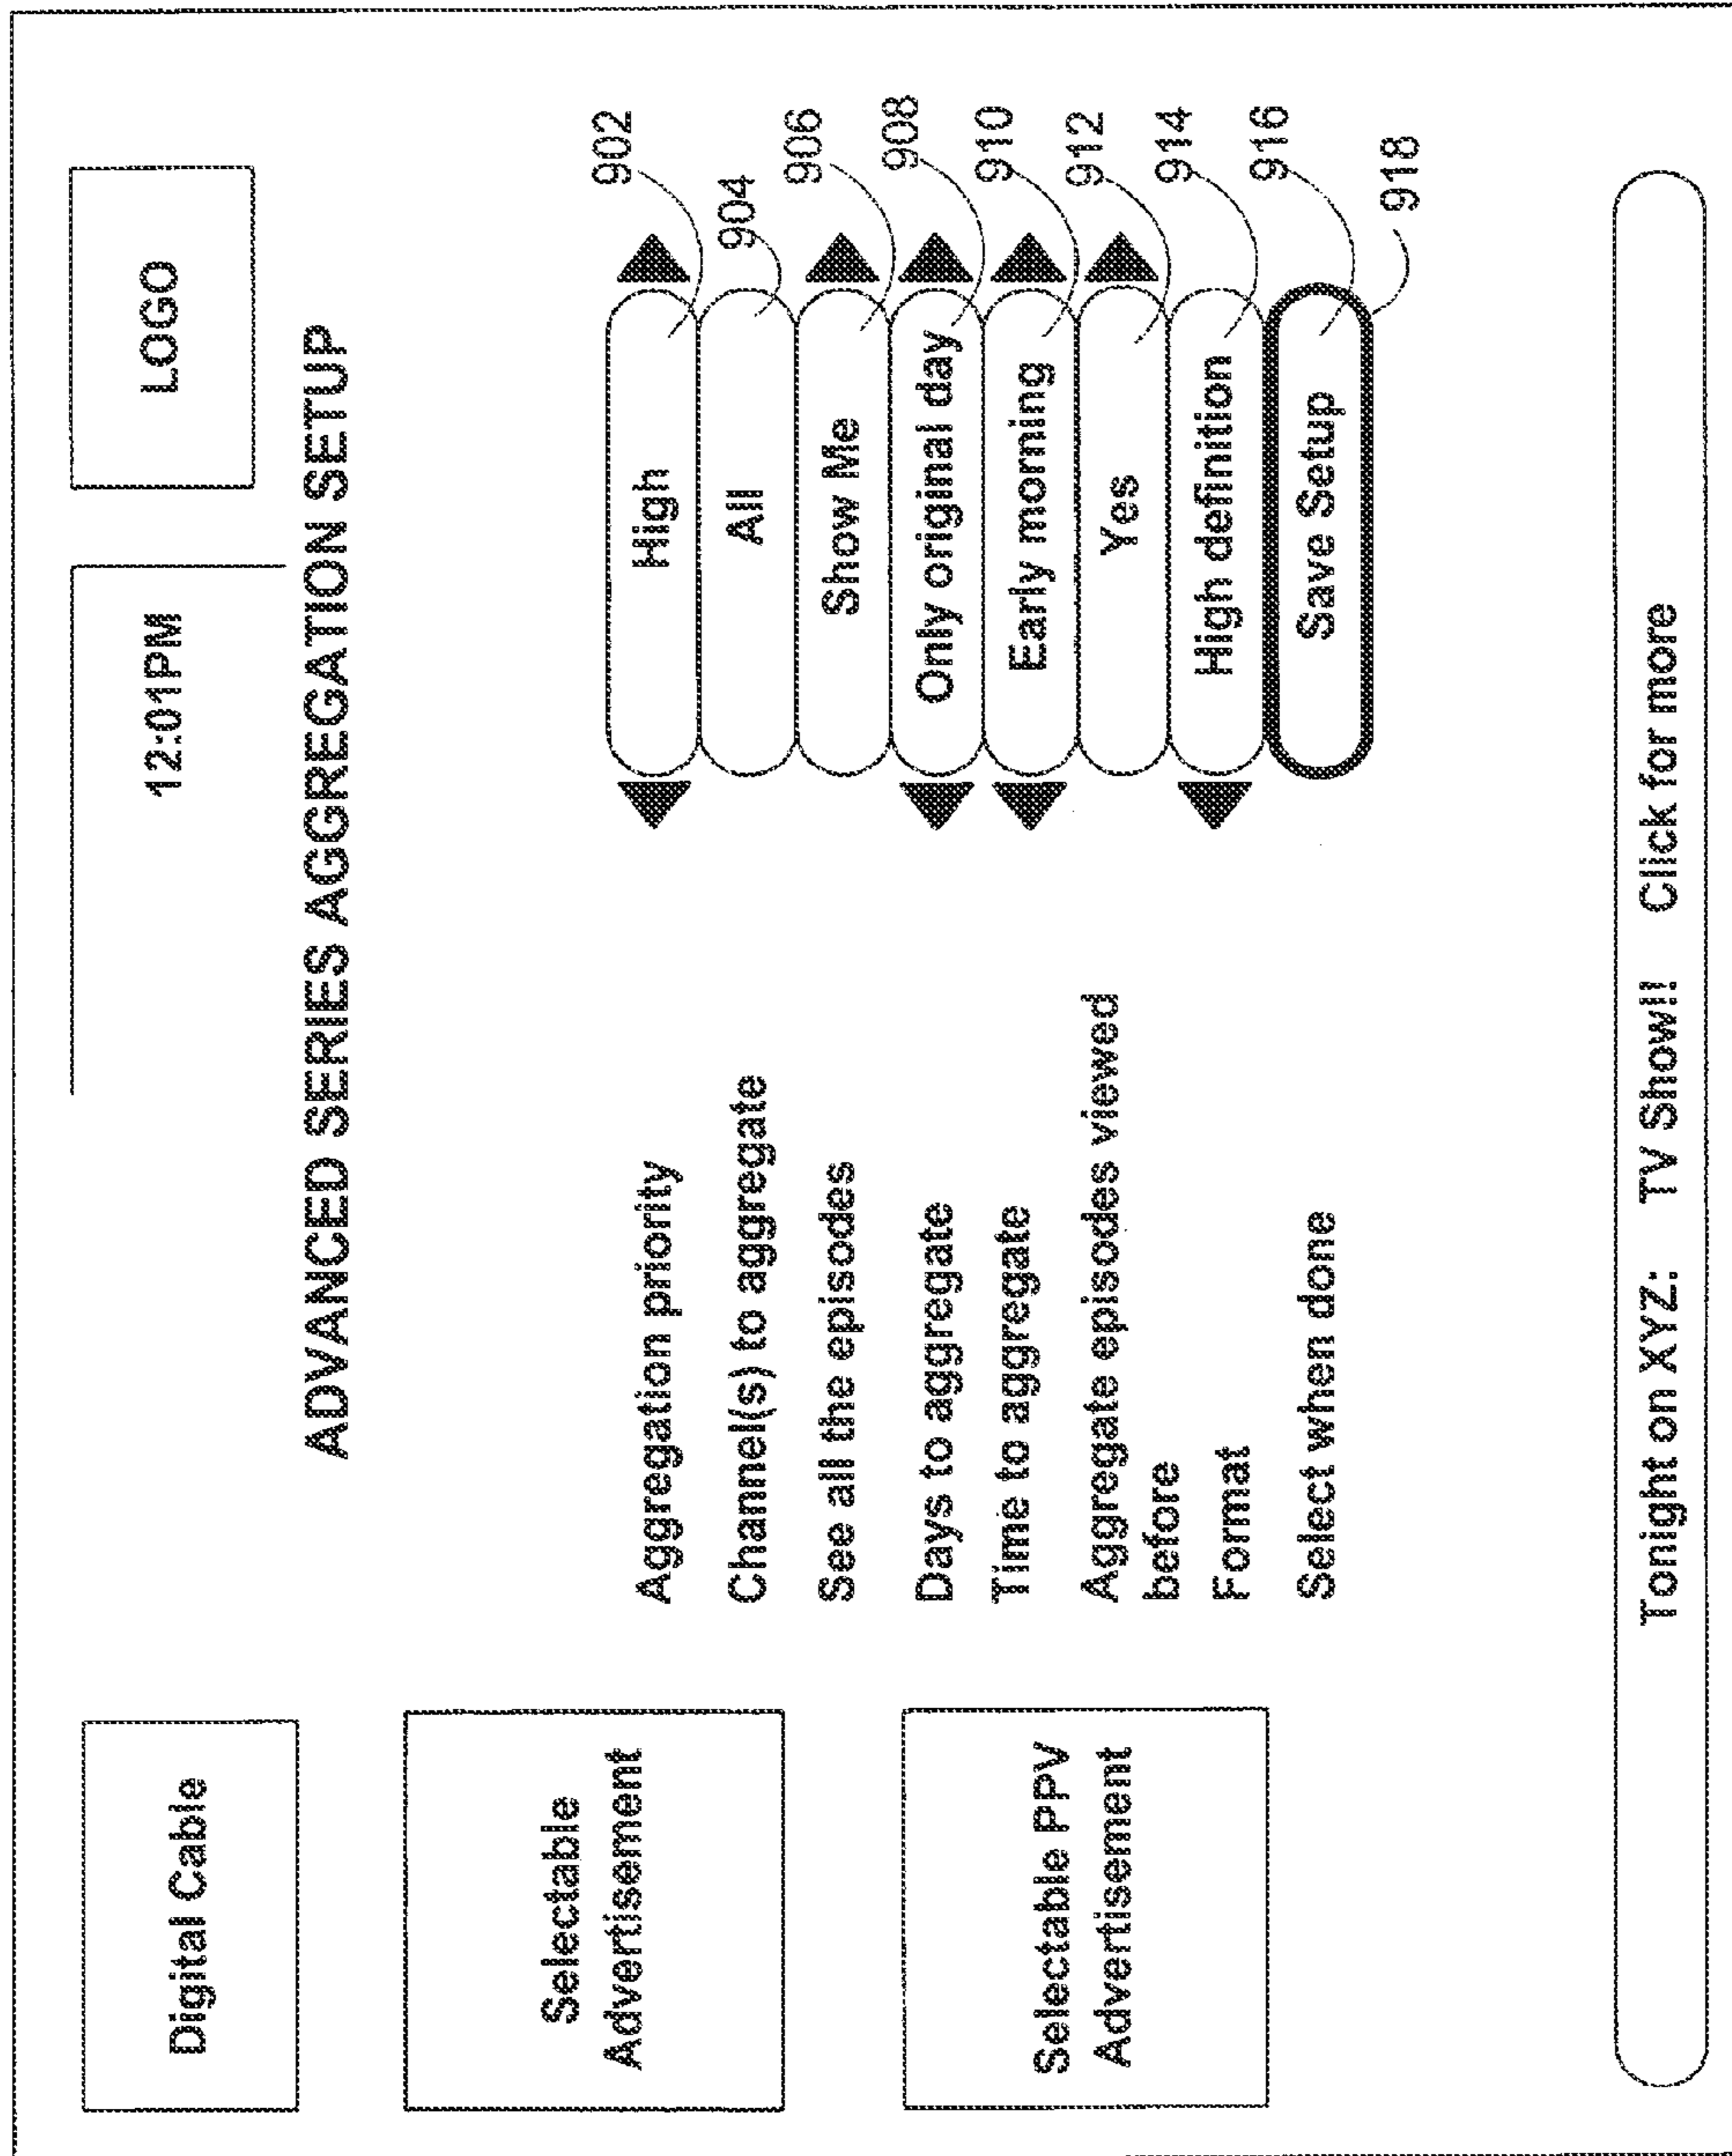 Digital Cable
12:01PM
LOGO
ADVANCED SERIES AGGREGATION SETUP
Selectable
Advertisement
Selectable PPV
Advertisement
Aggregation priority
High
902
Channel(s) to aggregate
All
904
See all the episodes
Show Me
906
Days to aggregate
Only original day
908
Time to aggregate
Early morning
910
Aggregate episodes viewed
before
Yes
912
Format
High definition
914
Select when done
Save Setup
916
918
Tonight on XYZ: TV Show!! Click for more